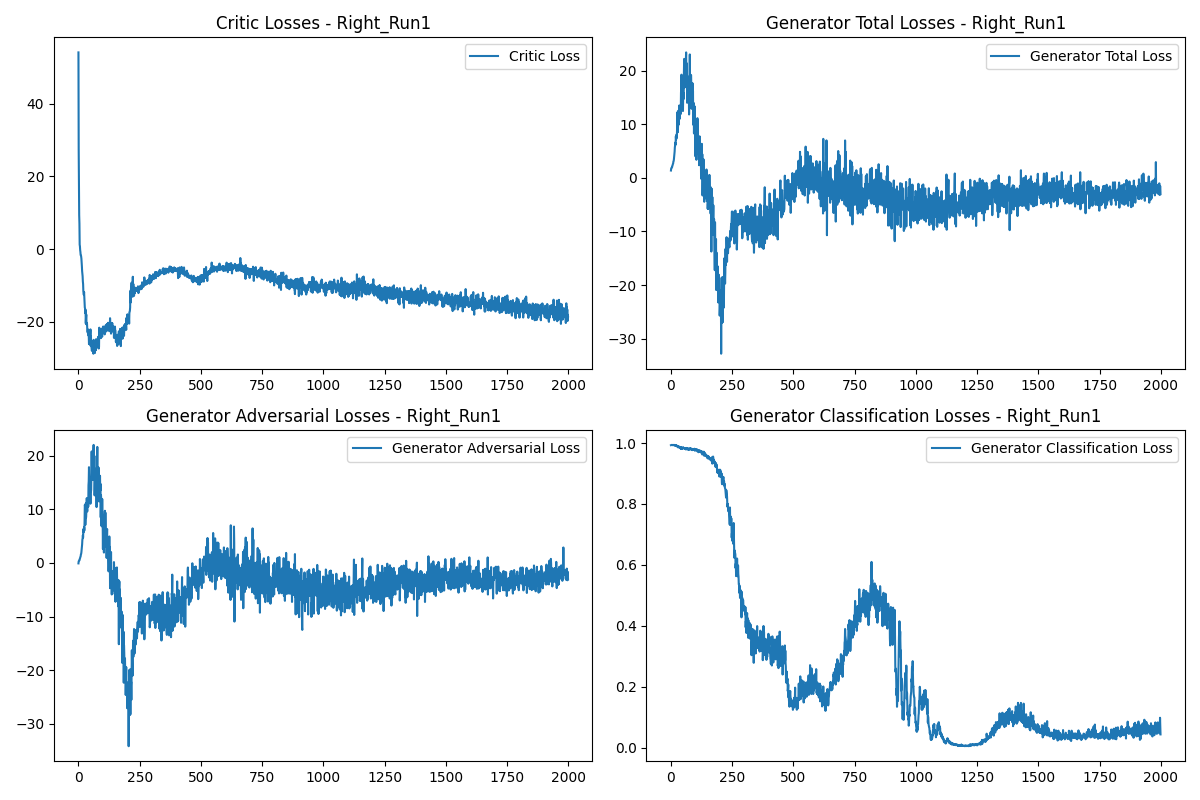 Critic Losses - Right_Run1
Critic Loss
40
20
0
−20
0 250 500 750 1000 1250 1500 1750 2000
Generator Total Losses - Right_Run1
Generator Total Loss
20
10
0
−10
−20
−30
0 250 500 750 1000 1250 1500 1750 2000
Generator Adversarial Losses - Right_Run1
Generator Adversarial Loss
20
10
0
−10
−20
−30
0 250 500 750 1000 1250 1500 1750 2000
Generator Classification Losses - Right_Run1
Generator Classification Loss
1.0
0.8
0.6
0.4
0.2
0.0
0 250 500 750 1000 1250 1500 1750 2000